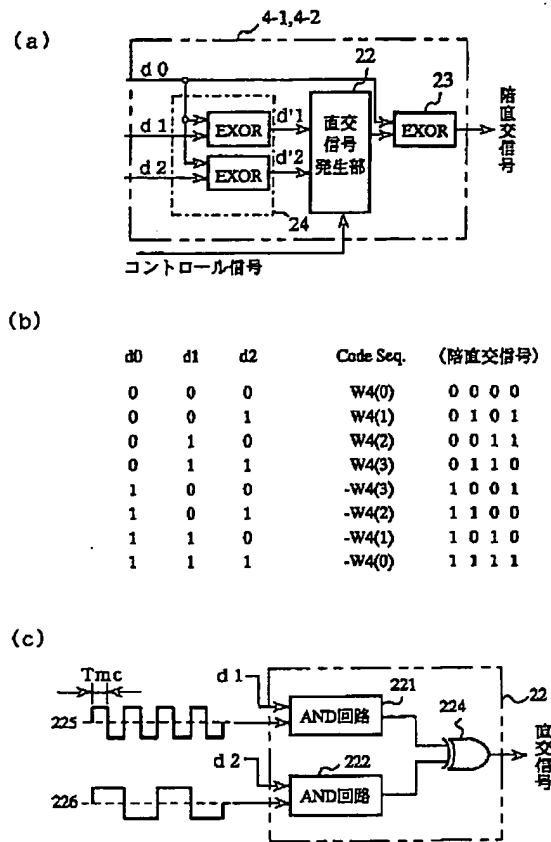 (a)
4-1,4-2
d0
22
23
d1
EXOR
d'1
直交信号発生部
EXOR
陪直交信号
d2
EXOR
d'2
24
コントロール信号
(b)
d0 d1 d2 Code Seq. (陪直交信号)
0 0 0 W4(0) 0 0 0 0
0 0 1 W4(1) 0 1 0 1
0 1 0 W4(2) 0 0 1 1
0 1 1 W4(3) 0 1 1 0
1 0 0 -W4(3) 1 0 0 1
1 0 1 -W4(2) 1 1 0 0
1 1 0 -W4(1) 1 0 1 0
1 1 1 -W4(0) 1 1 1 1
(c)
Tmc
d1
221
22
225
AND回路
224
直交信号
d2
222
226
AND回路